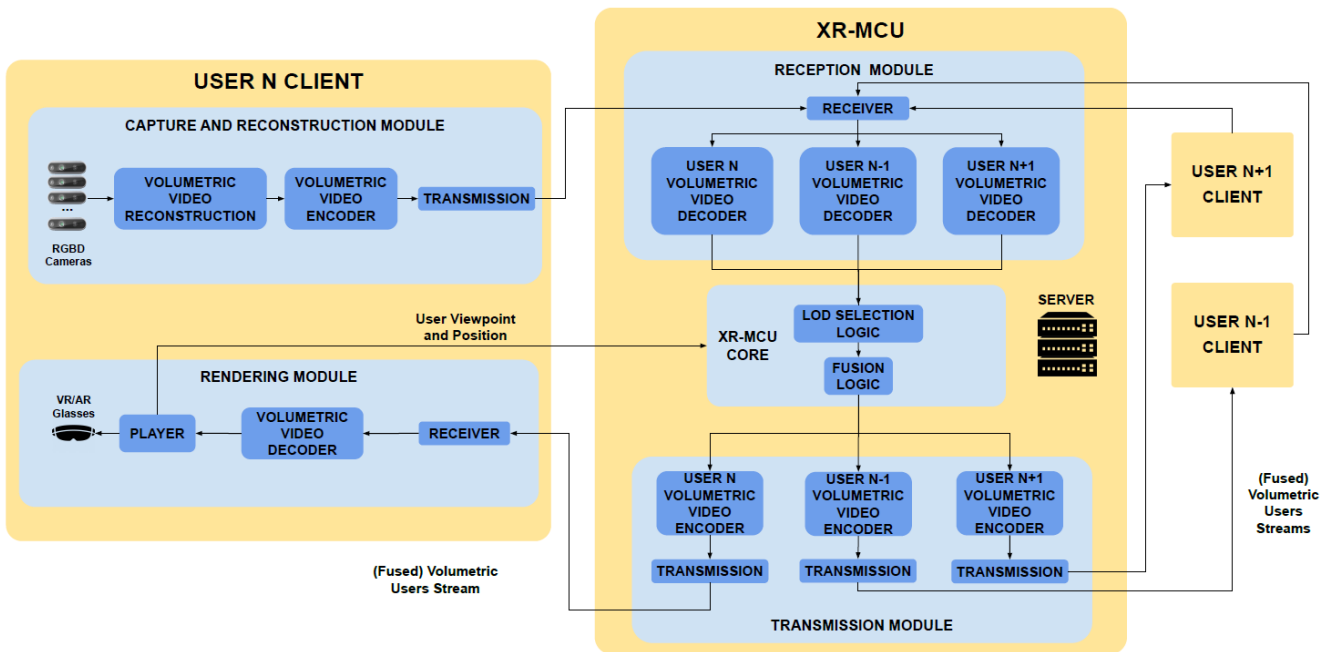 USER N CLIENT
CAPTURE AND RECONSTRUCTION MODULE
...
RGBD
Cameras
VOLUMETRIC
VIDEO
RECONSTRUCTION
VOLUMETRIC
VIDEO
ENCODER
TRANSMISSION
User Viewpoint
and Position
RENDERING MODULE
VR/AR
Glasses
PLAYER
VOLUMETRIC
VIDEO
DECODER
RECEIVER
(Fused) Volumetric
Users Stream
XR-MCU
RECEPTION MODULE
RECEIVER
USER N
VOLUMETRIC
VIDEO
DECODER
USER N-1
VOLUMETRIC
VIDEO
DECODER
USER N+1
VOLUMETRIC
VIDEO
DECODER
XR-MCU
CORE
LOD SELECTION
LOGIC
FUSION
LOGIC
SERVER
USER N
VOLUMETRIC
VIDEO
ENCODER
USER N-1
VOLUMETRIC
VIDEO
ENCODER
USER N+1
VOLUMETRIC
VIDEO
ENCODER
TRANSMISSION
TRANSMISSION
TRANSMISSION
TRANSMISSION MODULE
USER N+1
CLIENT
USER N-1
CLIENT
(Fused)
Volumetric
Users
Streams